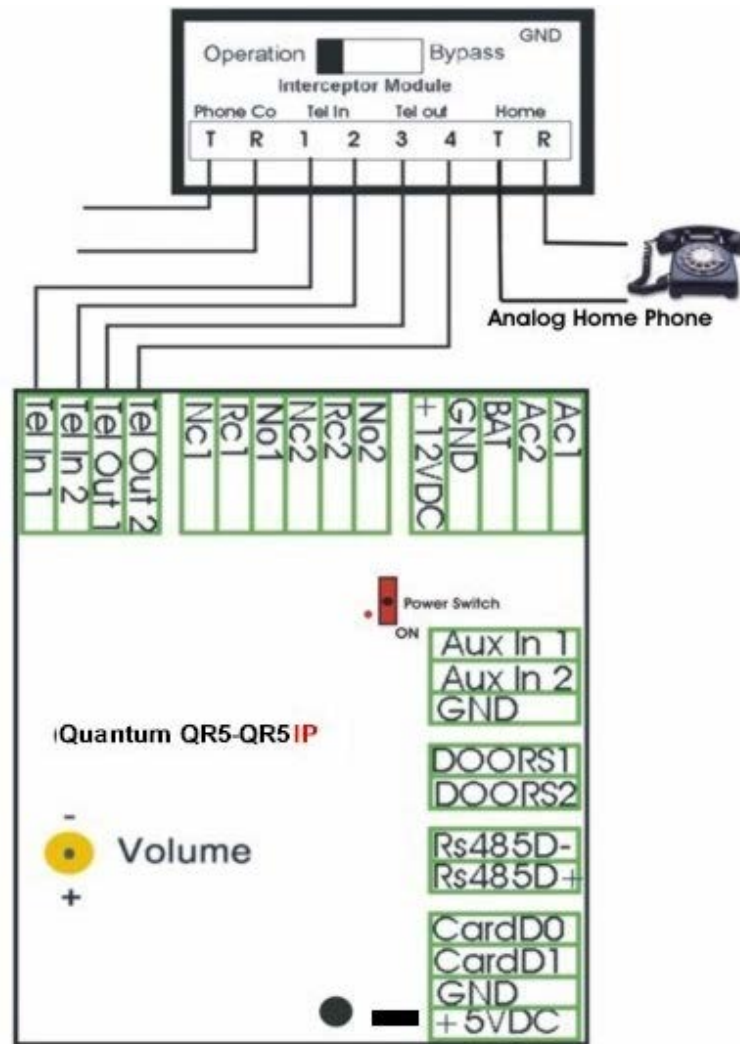 GND
Operation Bypass
Interceptor Module
Phone Co Tel In Tel out Home
T R 1 2 3 4 T R
Analog Home Phone
Tel In 1
Tel In 2
Tel Out 1
Tel Out 2
Nc1
Rc1
No1
Nc2
Rc2
No2
+12VDC
GND
BAT
Ac2
Ac1
Power Switch
ON
Aux In 1
Aux In 2
GND
Quantum QR5-QR5IP
DOORS1
DOORS2
-
Volume
+
Rs485D-
Rs485D+
CardD0
CardD1
GND
+5VDC